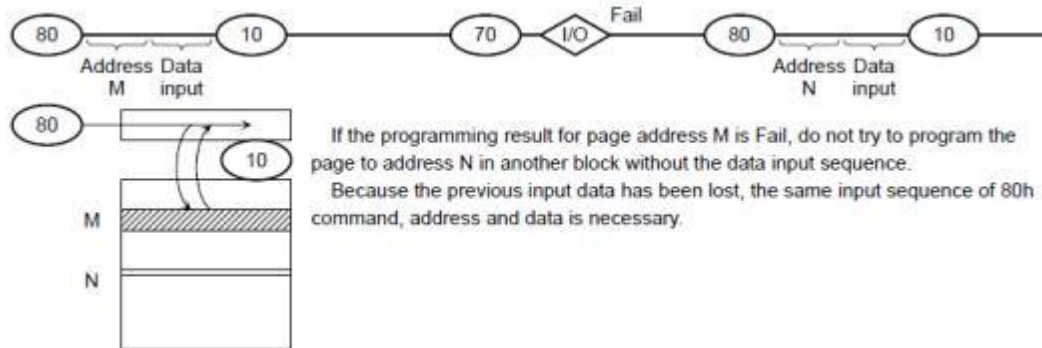 Fail
80 10 70 I/O 80 10
Address Data Address Data
M input N input
80
10
If the programming result for page address M is Fail, do not try to program the
page to address N in another block without the data input sequence.
Because the previous input data has been lost, the same input sequence of 80h
command, address and data is necessary.
M
N